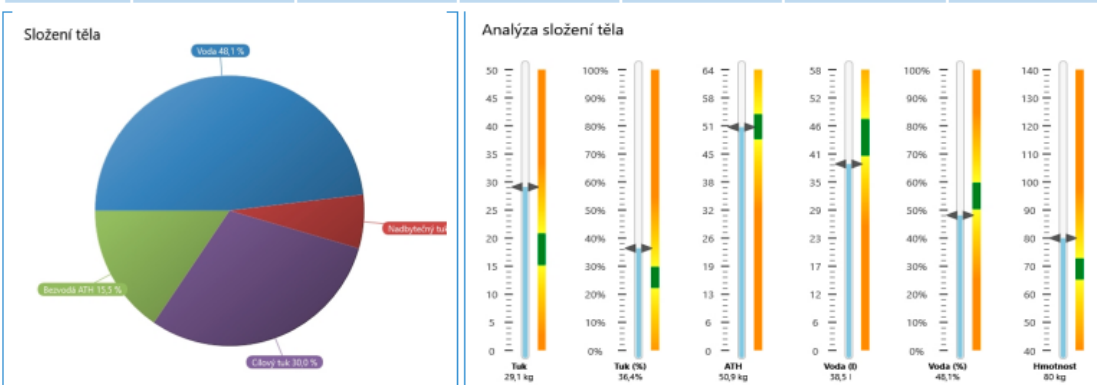 Složení těla
Voda 48,1 %
Nadbytečný tuk
Bezvodá ATH 15,5 %
Cílový tuk 30,0 %
Analýza složení těla
50 100% 64 58 100% 140
45 90% 58 52 90% 130
40 80% 51 46 80% 120
35 70% 45 41 70% 110
30 60% 38 35 60% 100
25 50% 32 29 50% 90
20 40% 26 23 40% 80
15 30% 19 17 30% 70
10 20% 13 12 20% 60
5 10% 6 6 10% 50
0 0% 0 0 0% 40
Tuk Tuk (%) ATH Voda (l) Voda (%) Hmotnost
29,1 kg 36,4% 50,9 kg 38,5 l 48,1% 80 kg